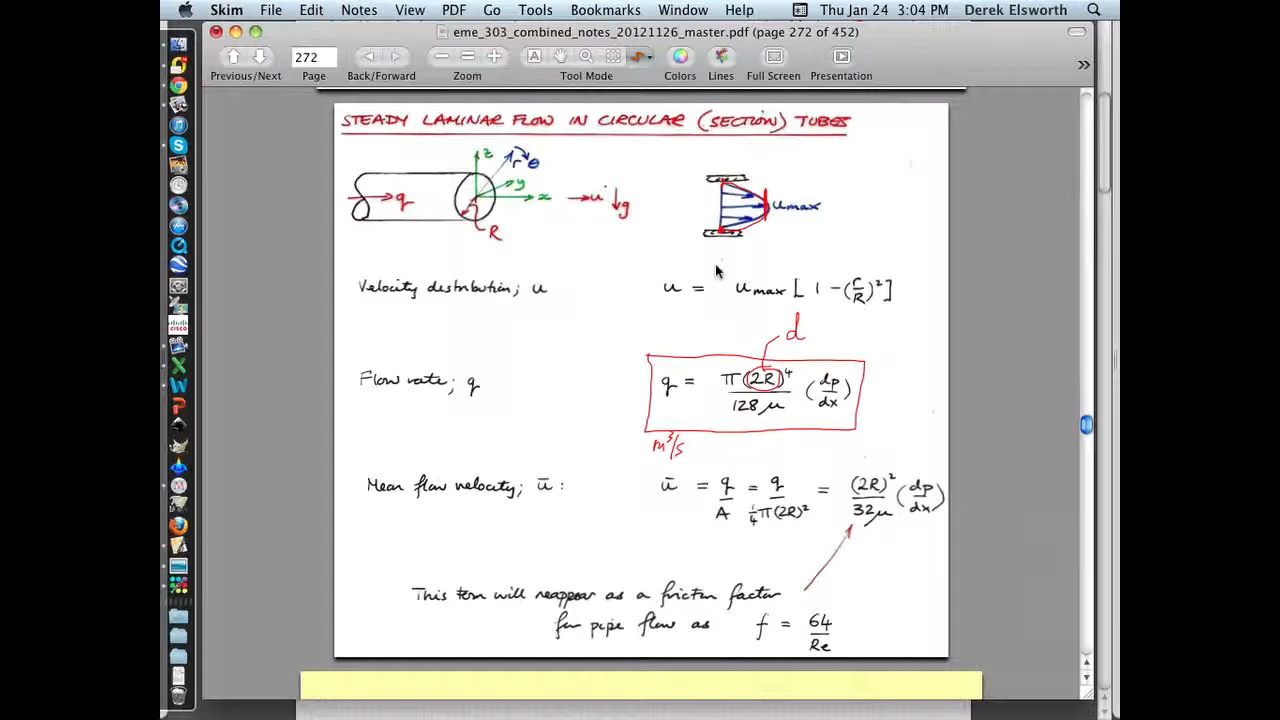 Skim File Edit Notes View PDF Go Tools Bookmarks Window Help Thu Jan 24 3:04 PM Derek Elsworth
eme_303_combined_notes_20121126_master.pdf (page 272 of 452)
272
Previous/Next Page Back/Forward Zoom Tool Mode Colors Lines Full Screen Presentation
STEADY LAMINAR FLOW IN CIRCULAR (SECTION) TUBES
z r θ
y
q x u g
R
umax
Velocity distribution; u u = umax [ 1 - (r/R)² ]
d
Flow rate; q q = π(2R)⁴/128μ (dp/dx)
m³/s
Mean flow velocity; ū : ū = q/A = q/¼π(2R)² = (2R)²/32μ (dp/dx)
This term will reappear as a friction factor
for pipe flow as f = 64/Re
CISCO